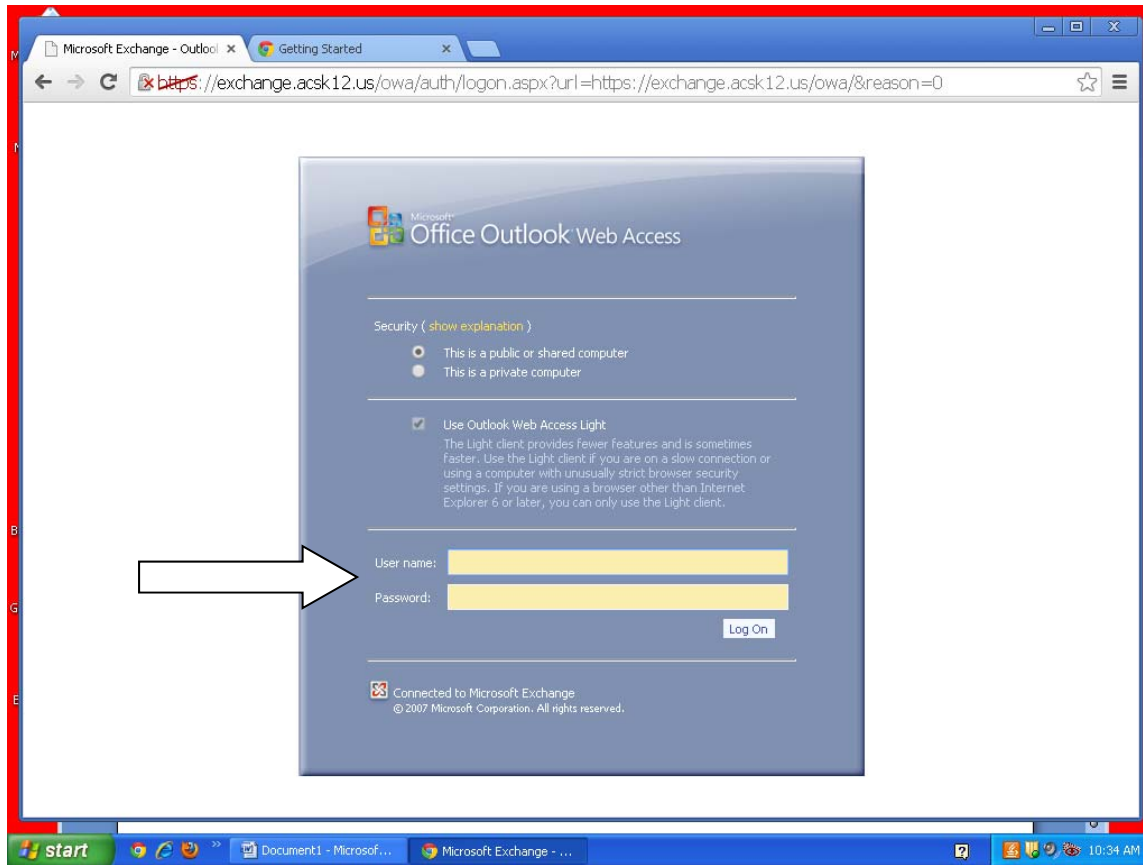 Microsoft Exchange - Outlool
Getting Started
https://exchange.acsk12.us/owa/auth/logon.aspx?url=https://exchange.acsk12.us/owa/&reason=0
Microsoft
Office Outlook Web Access
Security ( show explanation )
This is a public or shared computer
This is a private computer
Use Outlook Web Access Light
The Light client provides fewer features and is sometimes
faster. Use the Light client if you are on a slow connection or
using a computer with unusually strict browser security
settings. If you are using a browser other than Internet
Explorer 6 or later, you can only use the Light client.
User name:
Password:
Log On
Connected to Microsoft Exchange
© 2007 Microsoft Corporation. All rights reserved.
start
Document1 - Microsof...
Microsoft Exchange - ...
10:34 AM